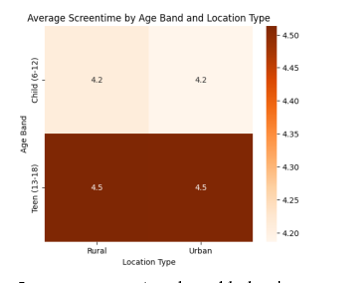 Average Screentime by Age Band and Location Type
Child (6-12)
4.2 4.2
Teen (13-18)
4.5 4.5
Age Band
Rural Urban
Location Type
4.50
4.45
4.40
4.35
4.30
4.25
4.20